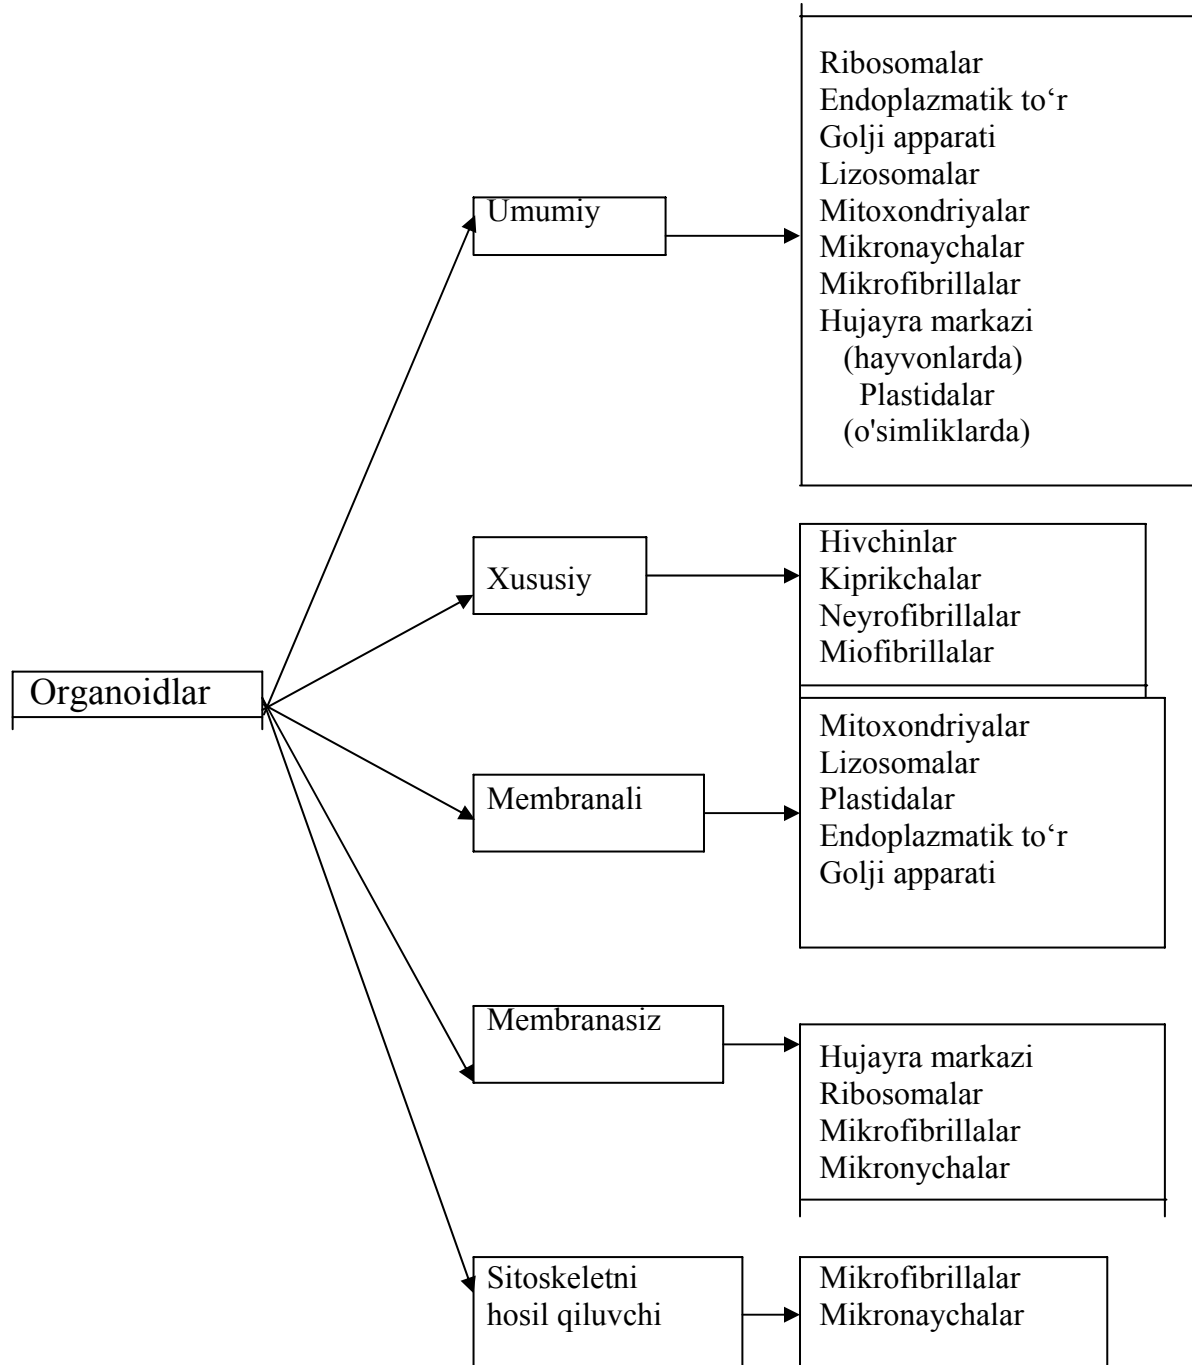 Organoidlar
Umumiy
Ribosomalar
Endoplazmatik to‘r
Golji apparati
Lizosomalar
Mitoxondriyalar
Mikronaychalar
Mikrofibrillalar
Hujayra markazi
(hayvonlarda)
Plastidalar
(o'simliklarda)
Xususiy
Hivchinlar
Kiprikchalar
Neyrofibrillalar
Miofibrillalar
Membranali
Mitoxondriyalar
Lizosomalar
Plastidalar
Endoplazmatik to‘r
Golji apparati
Membranasiz
Hujayra markazi
Ribosomalar
Mikrofibrillalar
Mikronychalar
Sitoskeletni
hosil qiluvchi
Mikrofibrillalar
Mikronaychalar